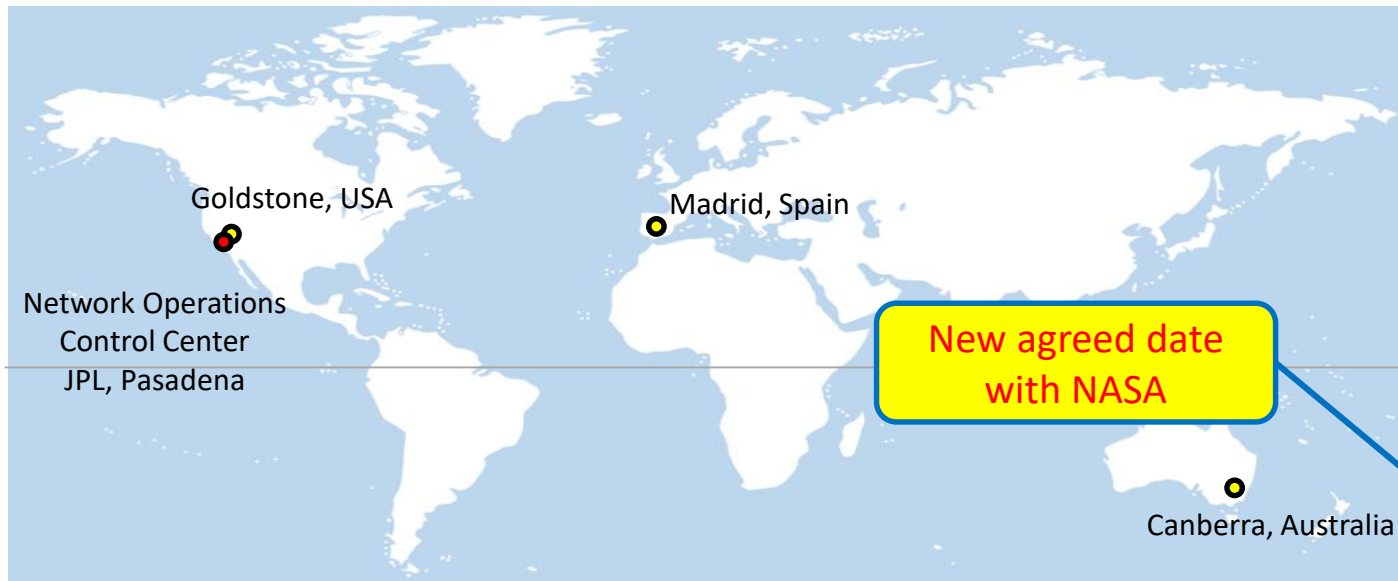 Goldstone, USA
Madrid, Spain
Network Operations
Control Center
JPL, Pasadena
New agreed date
with NASA
Canberra, Australia